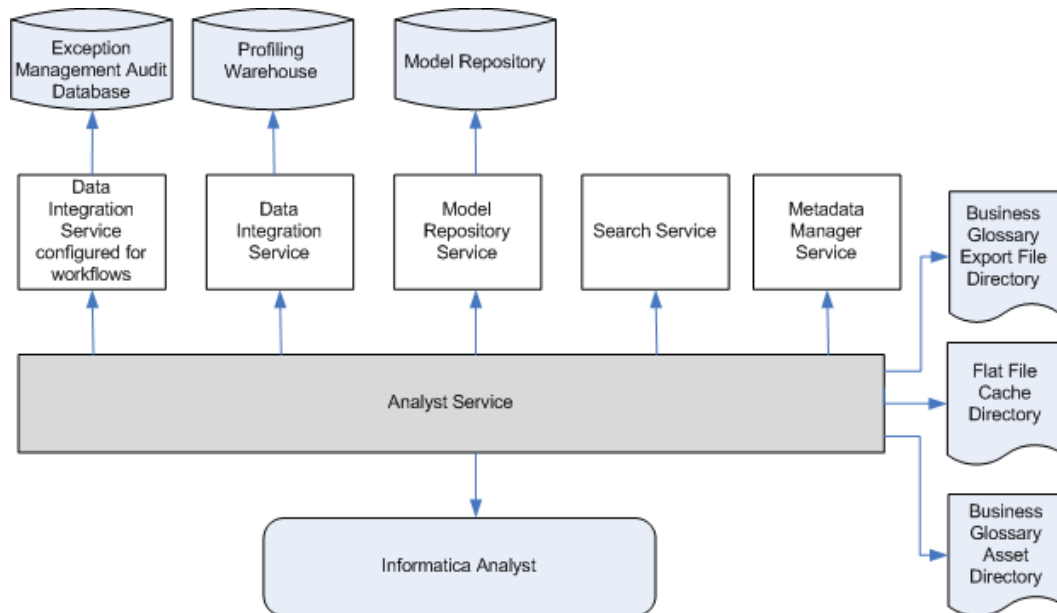 Exception
Management Audit
Database
Profiling
Warehouse
Model Repository
Data
Integration
Service
configured for
workflows
Data
Integration
Service
Model
Repository
Service
Search Service
Metadata
Manager
Service
Business
Glossary
Export File
Directory
Analyst Service
Flat File
Cache
Directory
Informatica Analyst
Business
Glossary
Asset
Directory